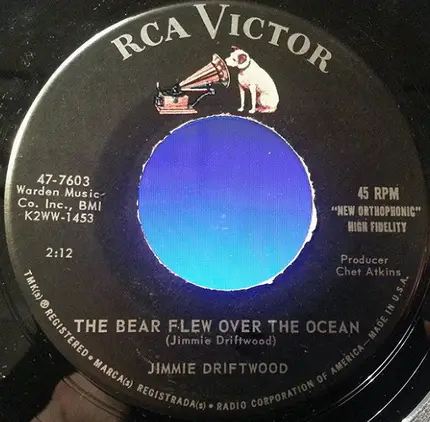 RCA VICTOR
47-7603
Warden Music
Co. Inc., BMI
K2WW-1453
2:12
45 RPM
"NEW ORTHOPHONIC"
HIGH FIDELITY
Producer
Chet Atkins
THE BEAR FLEW OVER THE OCEAN
(Jimmie Driftwood)
JIMMIE DRIFTWOOD
TMK(s) ® REGISTERED • MARCA(s) REGISTRADA(s) • RADIO CORPORATION OF AMERICA - MADE IN U.S.A.